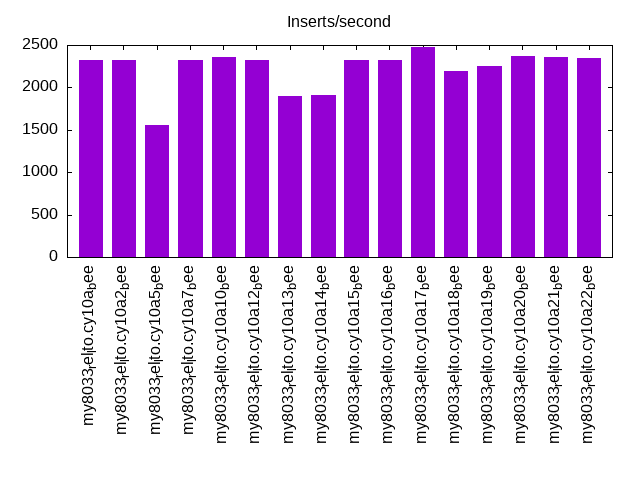 Inserts/second
2500
2000
1500
1000
500
0
my8033_rel_lto.cy10a_bee
my8033_rel_lto.cy10a2_bee
my8033_rel_lto.cy10a5_bee
my8033_rel_lto.cy10a7_bee
my8033_rel_lto.cy10a10_bee
my8033_rel_lto.cy10a12_bee
my8033_rel_lto.cy10a13_bee
my8033_rel_lto.cy10a14_bee
my8033_rel_lto.cy10a15_bee
my8033_rel_lto.cy10a16_bee
my8033_rel_lto.cy10a17_bee
my8033_rel_lto.cy10a18_bee
my8033_rel_lto.cy10a19_bee
my8033_rel_lto.cy10a20_bee
my8033_rel_lto.cy10a21_bee
my8033_rel_lto.cy10a22_bee